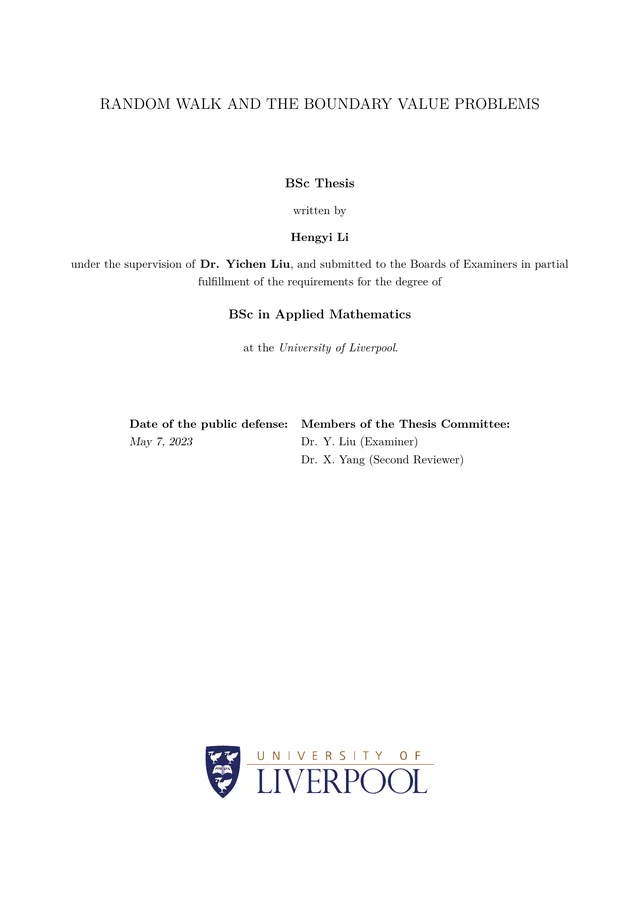 RANDOM WALK AND THE BOUNDARY VALUE PROBLEMS
BSc Thesis
written by
Hengyi Li
under the supervision of Dr. Yichen Liu, and submitted to the Boards of Examiners in partial
fulfillment of the requirements for the degree of
BSc in Applied Mathematics
at the University of Liverpool.
Date of the public defense:
May 7, 2023
Members of the Thesis Committee:
Dr. Y. Liu (Examiner)
Dr. X. Yang (Second Reviewer)
UNIVERSITY OF
LIVERPOOL